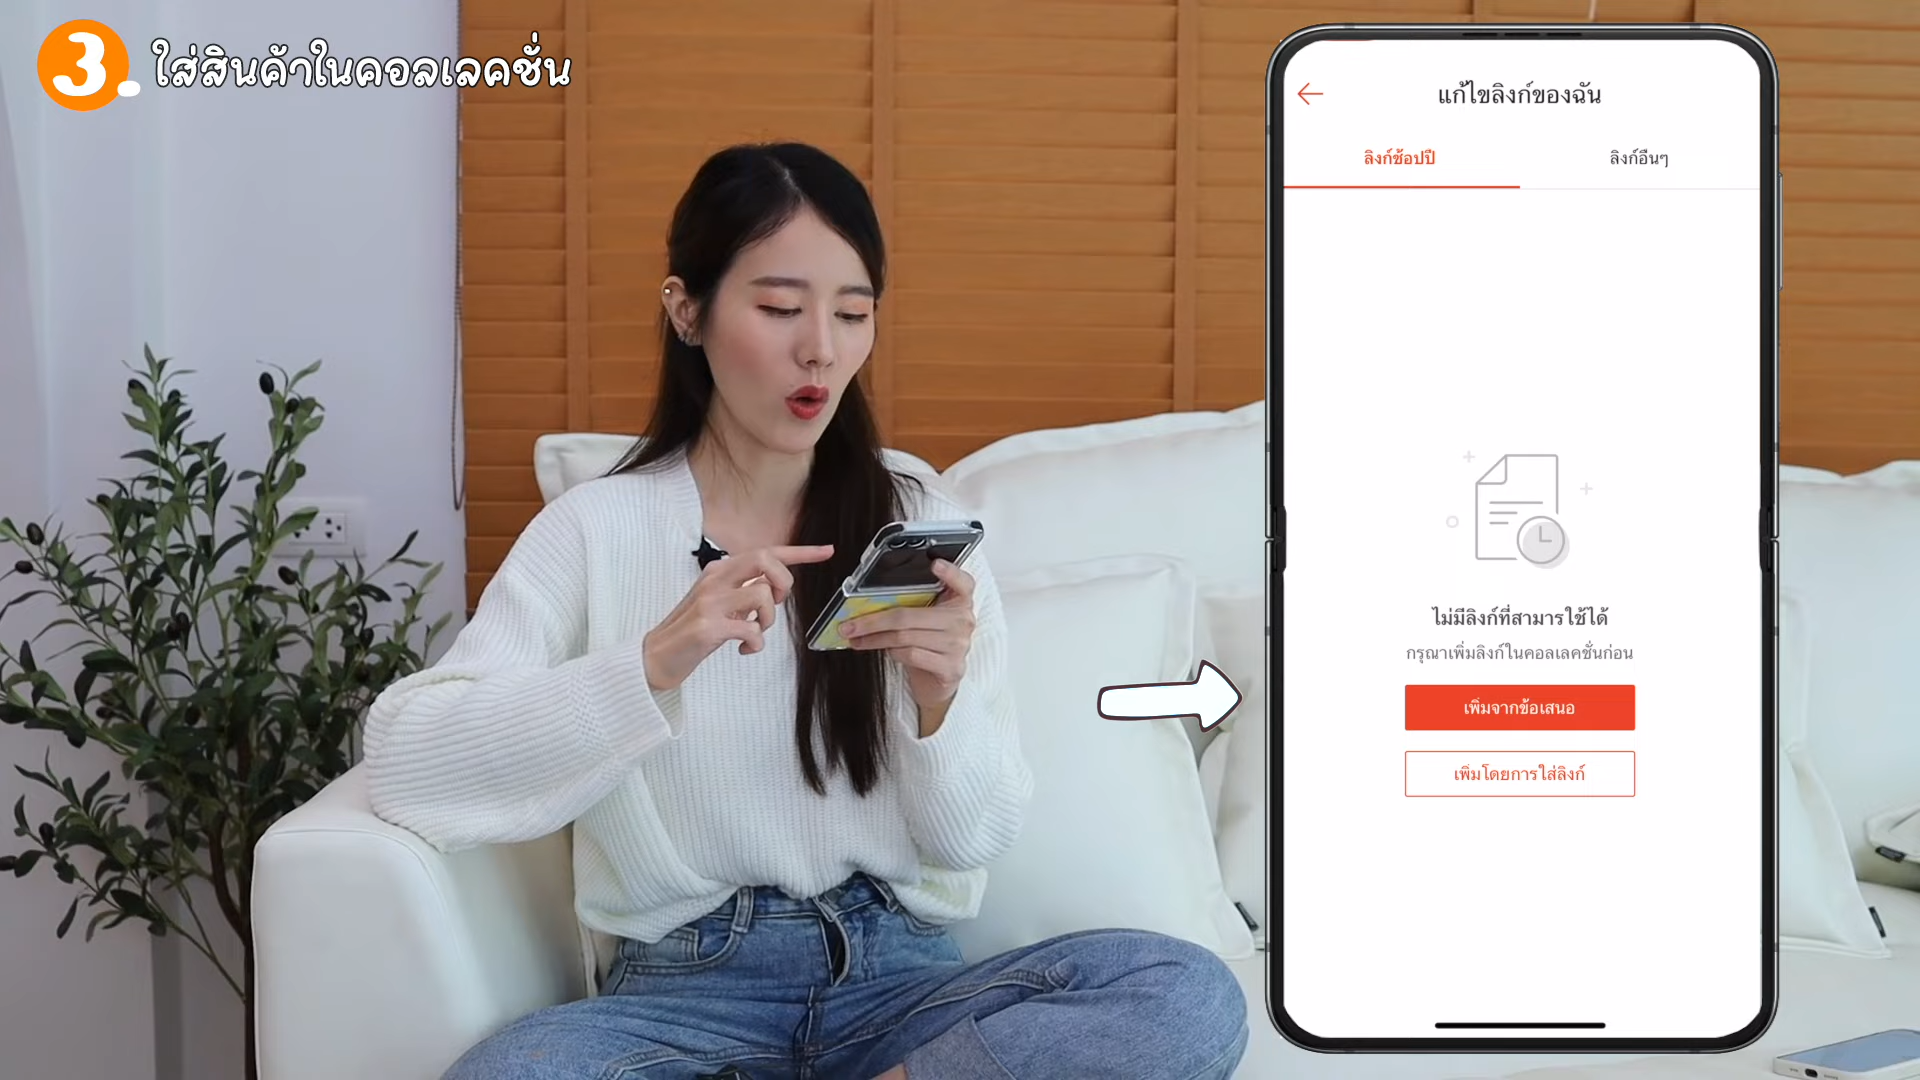 3. ใส่สินค้าในคอลเลคชั่น
แก้ไขลิงก์ของฉัน
ลิงก์ช้อปปี
ลิงก์อื่นๆ
ไม่มีลิงก์ที่สามารใช้ได้
กรุณาเพิ่มลิงก์ในคอลเลคชั่นก่อน
เพิ่มจากข้อเสนอ
เพิ่มโดยการใส่ลิงก์